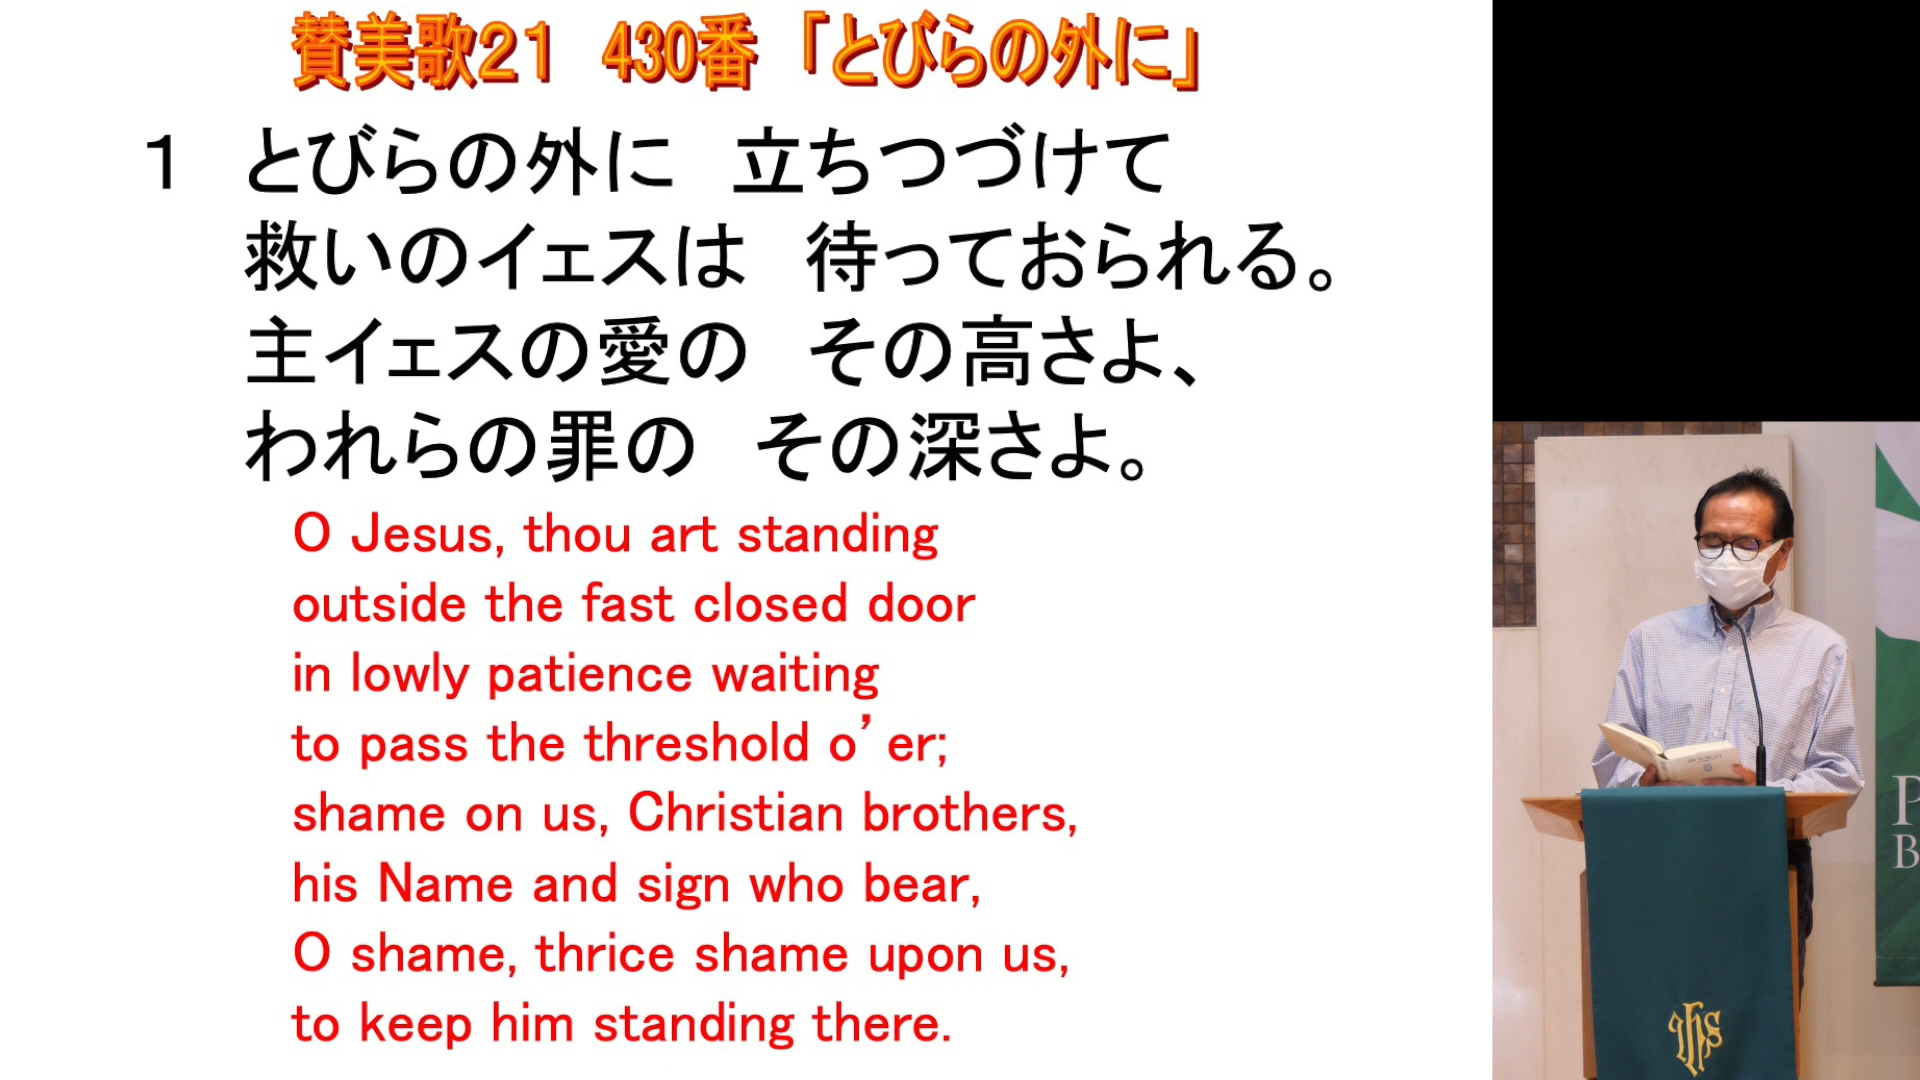 賛美歌21　430番　「とびらの外に」
1　とびらの外に　立ちつづけて
救いのイェスは　待っておられる。
主イェスの愛の　その高さよ、
われらの罪の　その深さよ。
O Jesus, thou art standing
outside the fast closed door
in lowly patience waiting
to pass the threshold o’er;
shame on us, Christian brothers,
his Name and sign who bear,
O shame, thrice shame upon us,
to keep him standing there.
P
B
IHS